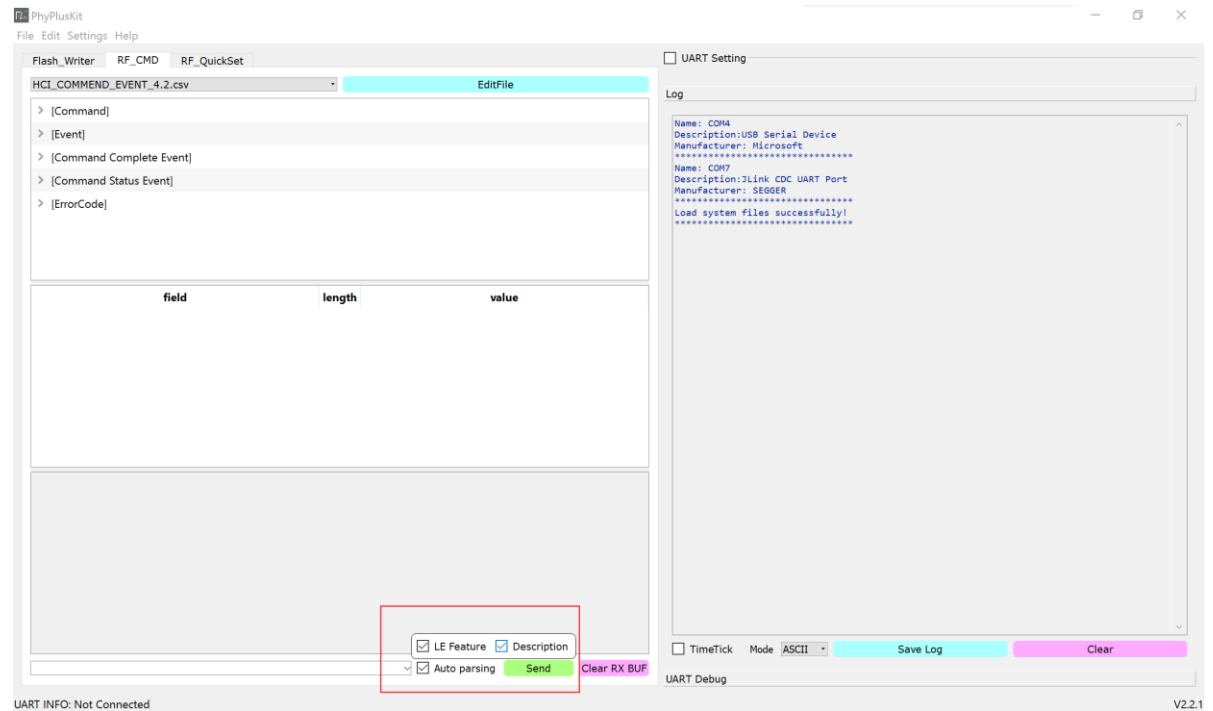 PhyPlusKit
File Edit Settings Help
Flash_Writer RF_CMD RF_QuickSet
HCI_COMMEND_EVENT_4.2.csv EditFile
[Command]
[Event]
[Command Complete Event]
[Command Status Event]
[ErrorCode]
field length value
LE Feature Description
Auto parsing Send Clear RX BUF
UART Setting
Log
Name: COM4
Description:USB Serial Device
Manufacturer: Microsoft
********************************
Name: COM7
Description:JLink CDC UART Port
Manufacturer: SEGGER
********************************
Load system files successfully!
********************************
TimeTick Mode ASCII Save Log Clear
UART Debug
UART INFO: Not Connected V2.2.1